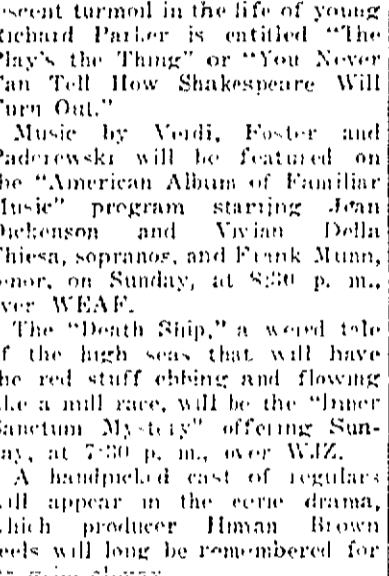 escent turmoil in the life of young
Richard Parker is entitled "The
Play's the Thing" or "You Never
Can Tell How Shakespeare Will
Turn Out."
Music by Verdi, Foster and
Paderewski will be featured on
the "American Album of Familiar
Music" program starring Jean
Dickenson and Vivian Della
Chiesa, sopranos, and Frank Munn,
tenor, on Sunday, at 8:30 p. m.,
over WEAF.
The "Death Ship," a weird tale
of the high seas that will have
the red stuff ebbing and flowing
like a mill race, will be the "Inner
Sanctum Mystery" offering Sun-
day, at 7:30 p. m., over WJZ.
A handpicked cast of regulars
will appear in the eerie drama,
which producer Himan Brown
feels will long be remembered for